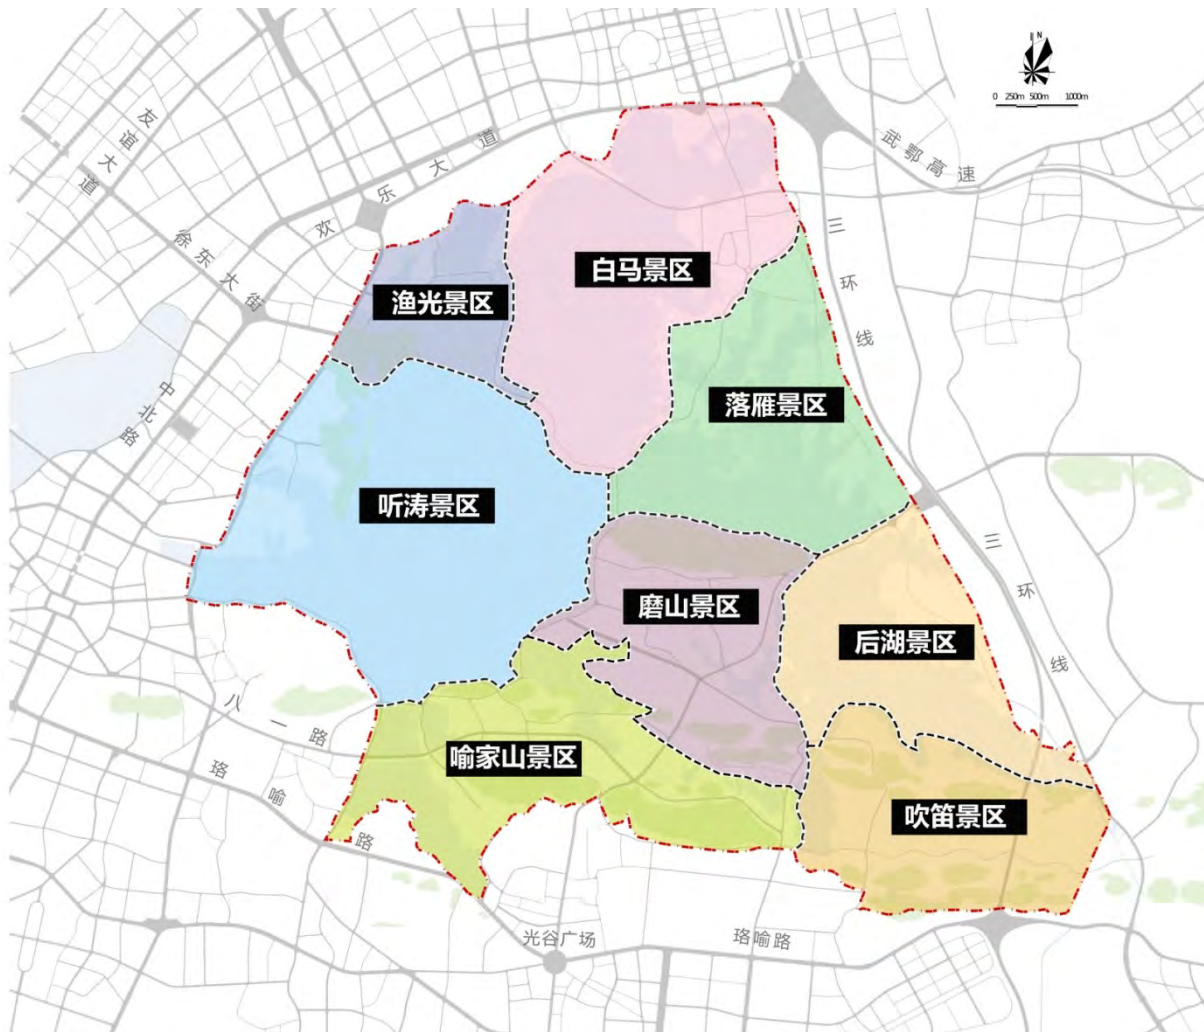 N
0 250m 500m 1000m
友谊大道
欢乐大道
武鄂高速
徐东大街
三环线
白马景区
渔光景区
中北路
落雁景区
听涛景区
三环线
磨山景区
后湖景区
八一路
喻家山景区
珞喻路
吹笛景区
光谷广场
珞喻路